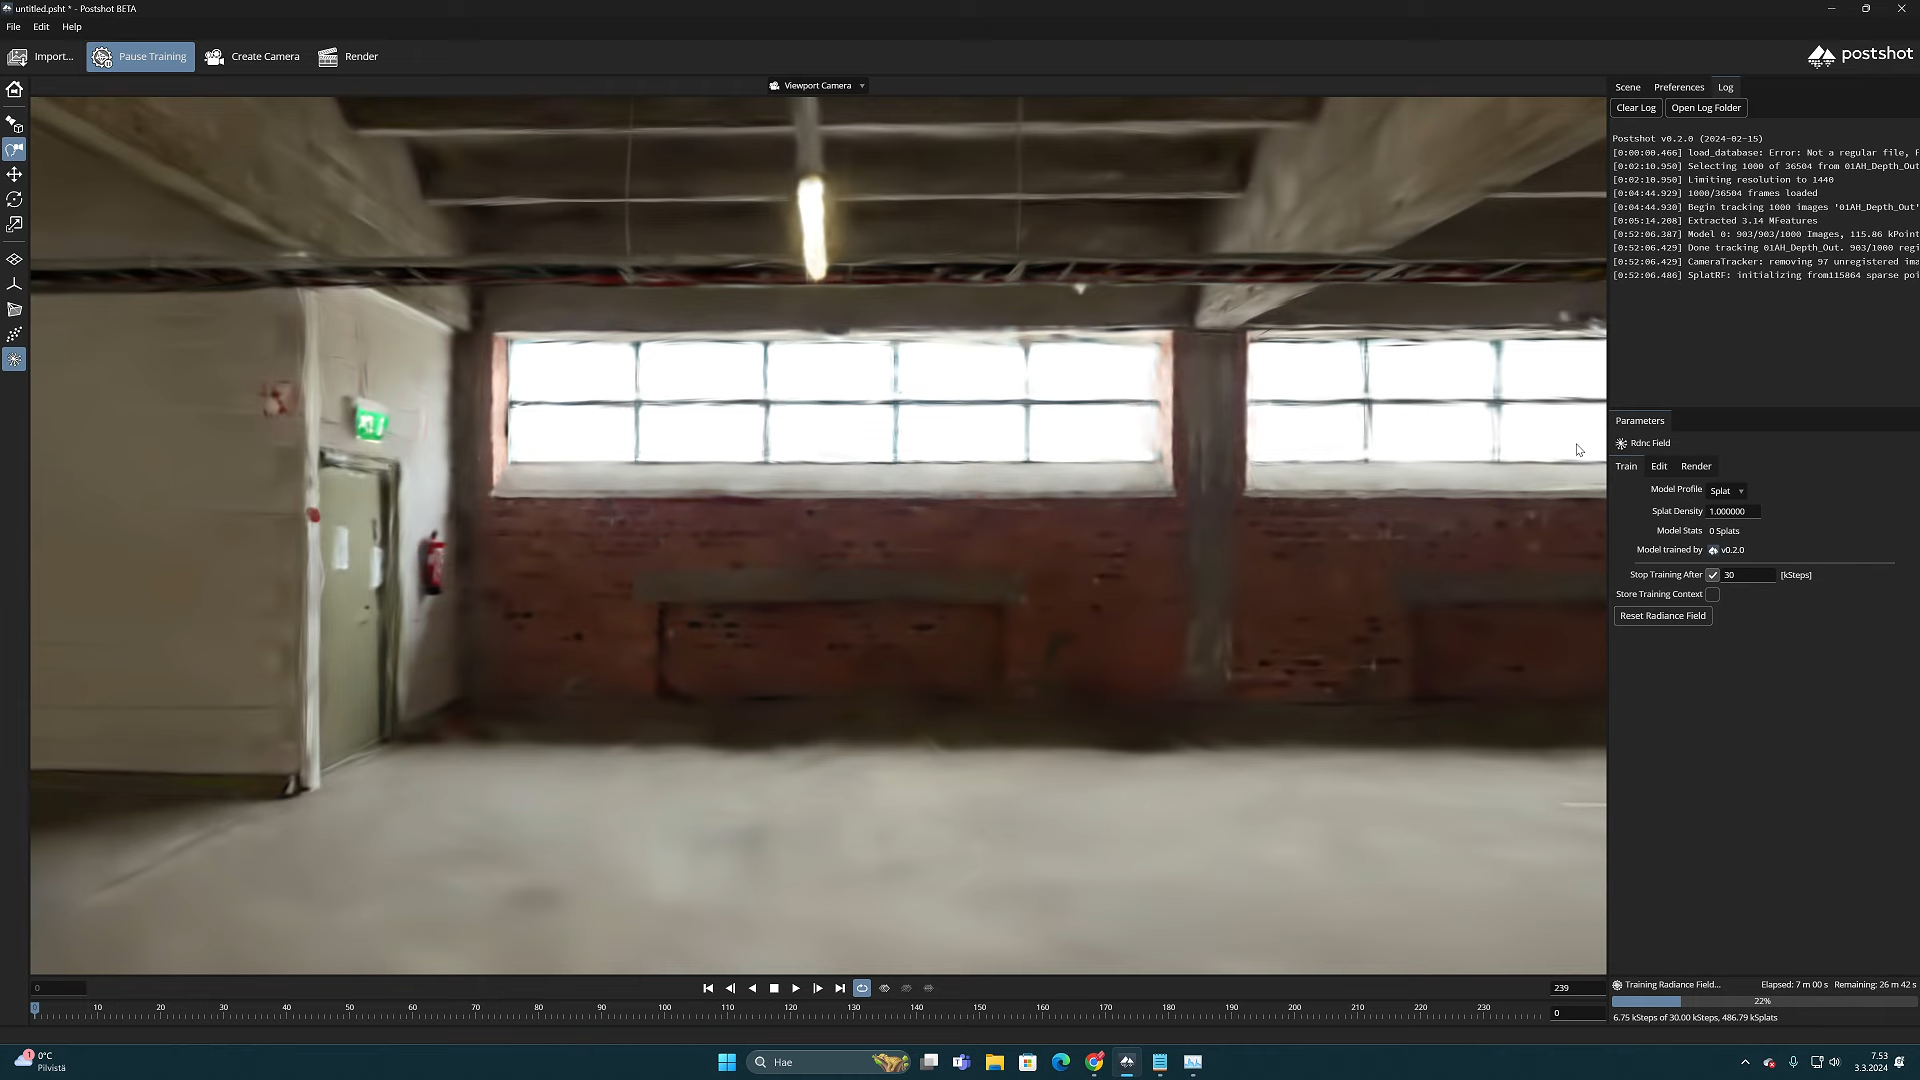 untitled.psht * - Postshot BETA
File Edit Help
Import... Pause Training Create Camera Render
postshot
Viewport Camera
Scene Preferences Log
Clear Log Open Log Folder
Postshot v0.2.0 (2024-02-15)
[0:00:00.466] load_database: Error: Not a regular file, F
[0:02:10.950] Selecting 1000 of 36504 from 01AH_Depth_Out
[0:02:10.950] Limiting resolution to 1440
[0:04:44.929] 1000/36504 frames loaded
[0:04:44.930] Begin tracking 1000 images '01AH_Depth_Out'
[0:05:14.208] Extracted 3.14 MFeatures
[0:52:06.387] Model 0: 903/903/1000 Images, 115.86 kPoint
[0:52:06.429] Done tracking 01AH_Depth_Out. 903/1000 regi
[0:52:06.429] CameraTracker: removing 97 unregistered ima
[0:52:06.486] SplatRF: initializing from115864 sparse poi
Parameters
Rdnc Field
Train Edit Render
Model Profile Splat
Splat Density 1.000000
Model Stats 0 Splats
Model trained by v0.2.0
Stop Training After 30 [kSteps]
Store Training Context
Reset Radiance Field
0 239
0 10 20 30 40 50 60 70 80 90 100 110 120 130 140 150 160 170 180 190 200 210 220 230 0
Training Radiance Field... Elapsed: 7 m 00 s Remaining: 26 m 42 s
22%
6.75 kSteps of 30.00 kSteps, 486.79 kSplats
1 0°C
Pilvistä
Hae
7.53
3.3.2024